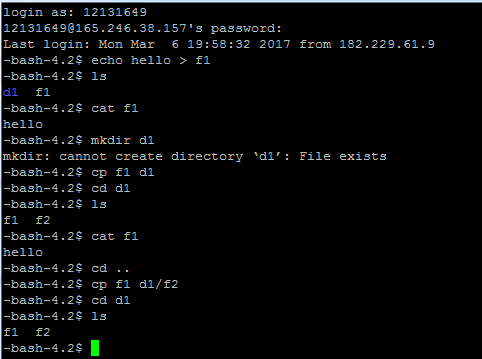 login as: 12131649
12131649@165.246.38.157's password:
Last login: Mon Mar  6 19:58:32 2017 from 182.229.61.9
-bash-4.2$ echo hello > f1
-bash-4.2$ ls
d1  f1
-bash-4.2$ cat f1
hello
-bash-4.2$ mkdir d1
mkdir: cannot create directory ‘d1’: File exists
-bash-4.2$ cp f1 d1
-bash-4.2$ cd d1
-bash-4.2$ ls
f1  f2
-bash-4.2$ cat f1
hello
-bash-4.2$ cd ..
-bash-4.2$ cp f1 d1/f2
-bash-4.2$ cd d1
-bash-4.2$ ls
f1  f2
-bash-4.2$